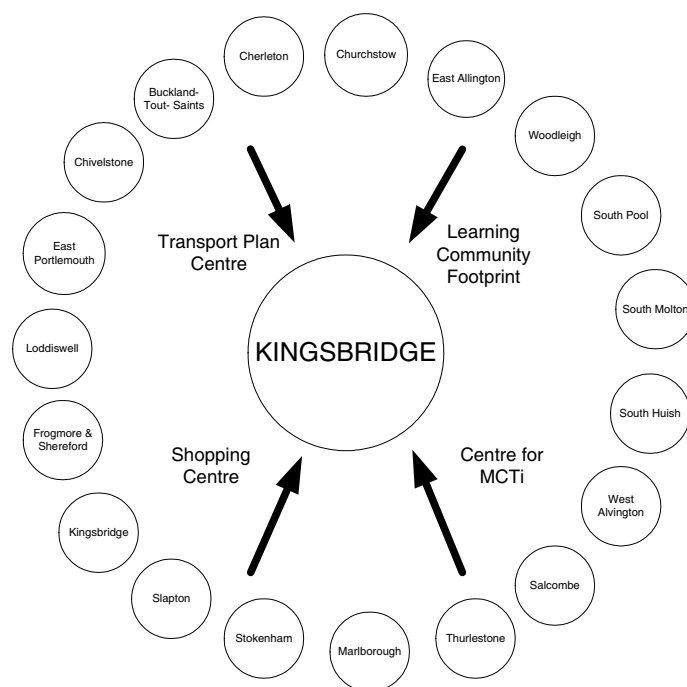 Cherleton
Churchstow
East Allington
Buckland-
Tout- Saints
Woodleigh
Chivelstone
South Pool
East
Portlemouth
Transport Plan
Centre
Learning
Community
Footprint
South Molton
Loddiswell
KINGSBRIDGE
South Huish
Frogmore &
Shereford
Shopping
Centre
Centre for
MCTi
West
Alvington
Kingsbridge
Salcombe
Slapton
Stokenham
Marlborough
Thurlestone